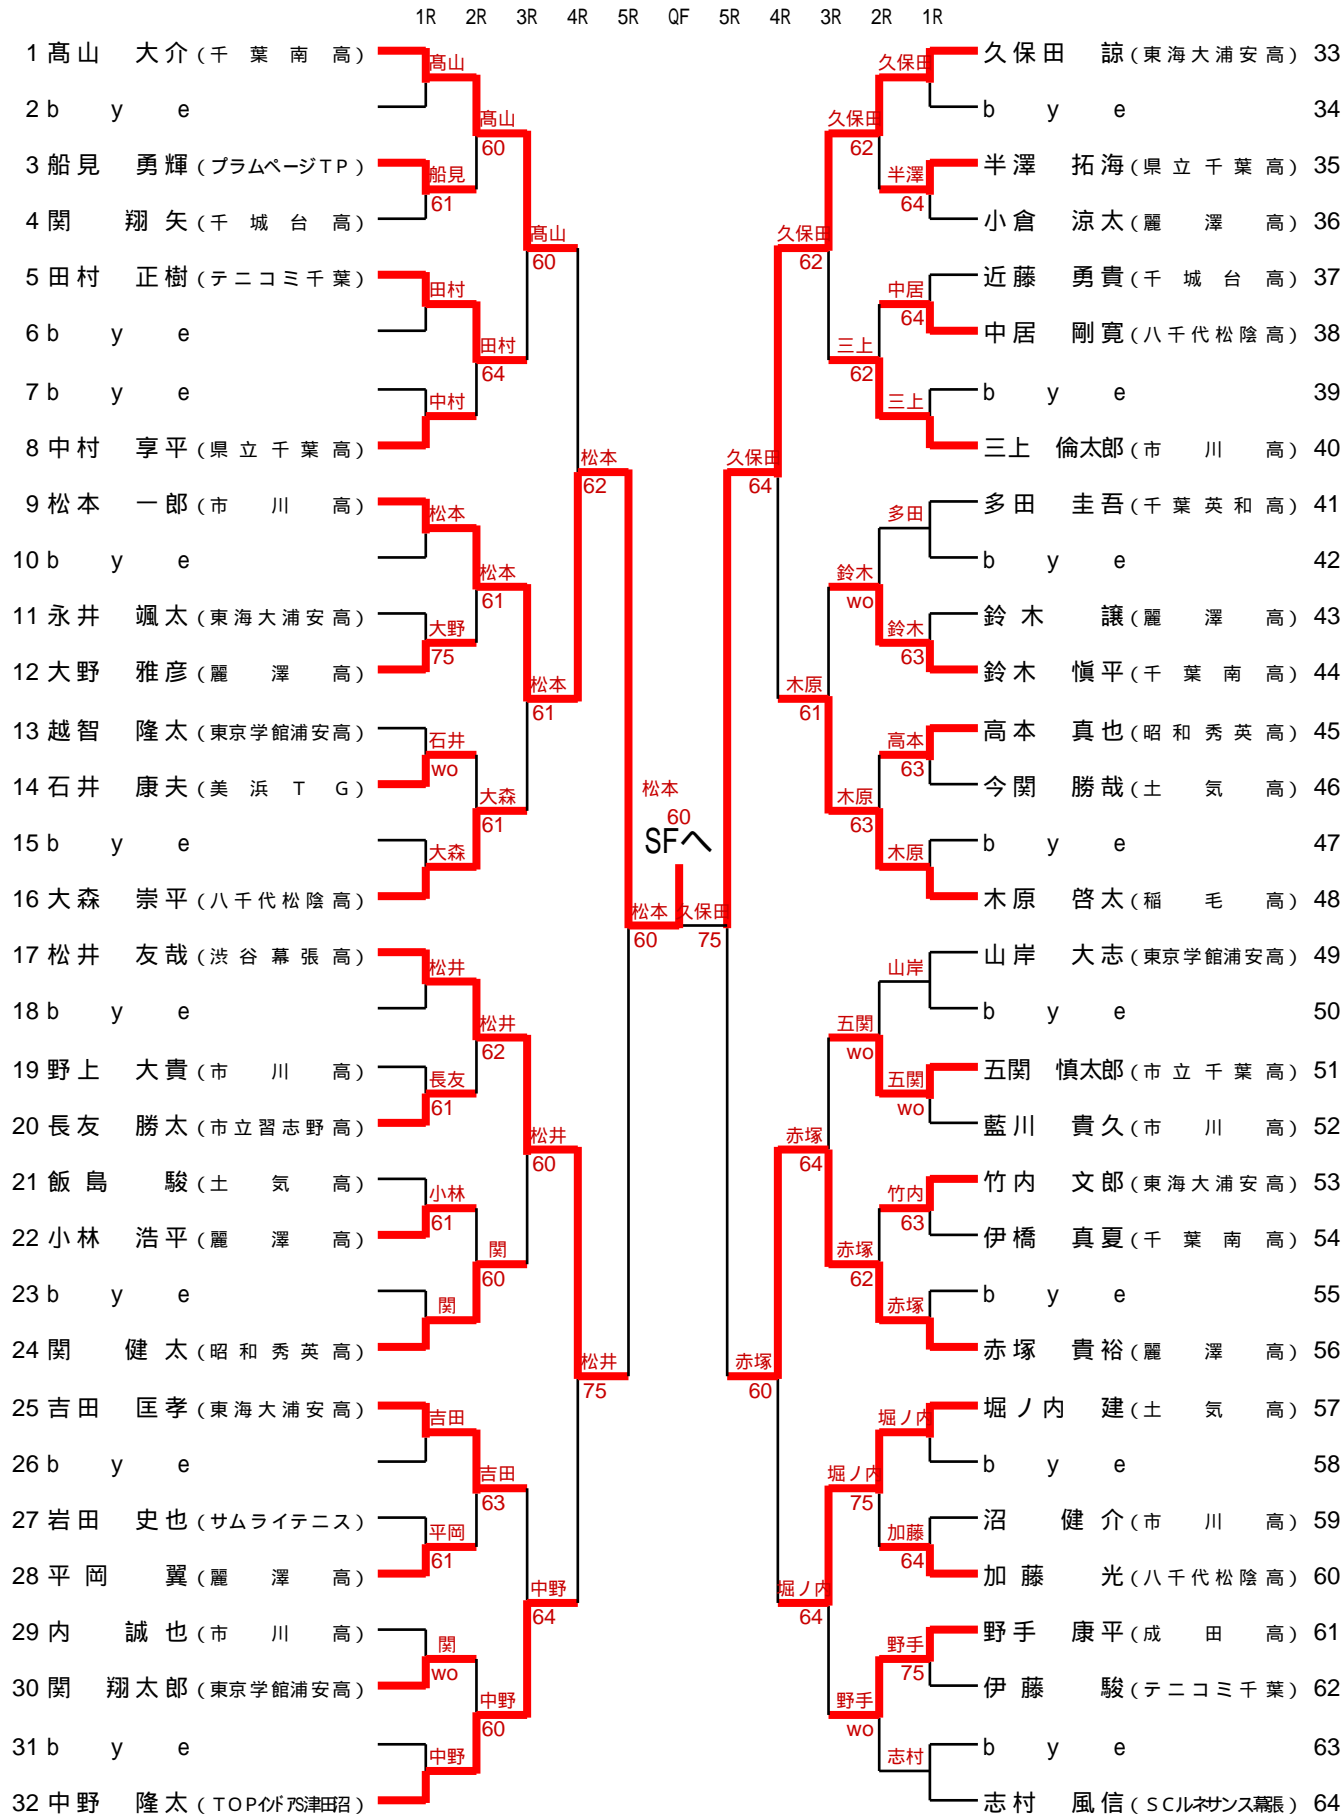 1R 2R 3R 4R 5R QF 5R 4R 3R 2R 1R
1 髙山 大介 (千葉南高) 久保田 諒 (東海大浦安高) 33
髙山 久保田
2 bye bye 34
髙山 久保田
60 62
3 船見 勇輝 (プラムページTP) 半澤 拓海 (県立千葉高) 35
船見 半澤
61 64
4 関 翔矢 (千城台高) 小倉 涼太 (麗澤高) 36
髙山 久保田
60 62
5 田村 正樹 (テニコミ千葉) 近藤 勇貴 (千城台高) 37
田村 中居
64
6 bye 中居 剛寛 (八千代松陰高) 38
田村 三上
64 62
7 bye bye 39
中村 三上
8 中村 享平 (県立千葉高) 三上 倫太郎 (市川高) 40
松本 久保田
62 64
9 松本 一郎 (市川高) 多田 圭吾 (千葉英和高) 41
松本 多田
10 bye bye 42
松本 鈴木
61 wo
11 永井 颯太 (東海大浦安高) 鈴木 譲 (麗澤高) 43
大野 鈴木
75 63
12 大野 雅彦 (麗澤高) 鈴木 愼平 (千葉南高) 44
松本 木原
61 61
13 越智 隆太 (東京学館浦安高) 高本 真也 (昭和秀英高) 45
石井 高本
wo 63
14 石井 康夫 (美浜TG) 今関 勝哉 (土気高) 46
大森 松本 木原
61 60 63
15 bye SFへ bye 47
大森 木原
16 大森 崇平 (八千代松陰高) 木原 啓太 (稲毛高) 48
松本 久保田
60 75
17 松井 友哉 (渋谷幕張高) 山岸 大志 (東京学館浦安高) 49
松井 山岸
18 bye bye 50
松井 五関
62 wo
19 野上 大貴 (市川高) 五関 慎太郎 (市立千葉高) 51
長友 五関
61 wo
20 長友 勝太 (市立習志野高) 藍川 貴久 (市川高) 52
松井 赤塚
60 64
21 飯島 駿 (土気高) 竹内 文郎 (東海大浦安高) 53
小林 竹内
61 63
22 小林 浩平 (麗澤高) 伊橋 真夏 (千葉南高) 54
関 赤塚
60 62
23 bye bye 55
関 赤塚
24 関 健太 (昭和秀英高) 赤塚 貴裕 (麗澤高) 56
松井 赤塚
75 60
25 吉田 匡孝 (東海大浦安高) 堀ノ内 建 (土気高) 57
吉田 堀ノ内
26 bye bye 58
吉田 堀ノ内
63 75
27 岩田 史也 (サムライテニス) 沼 健介 (市川高) 59
平岡 加藤
61 64
28 平岡 翼 (麗澤高) 加藤 光 (八千代松陰高) 60
中野 堀ノ内
64 64
29 内 誠也 (市川高) 野手 康平 (成田高) 61
関 野手
wo 75
30 関 翔太郎 (東京学館浦安高) 伊藤 駿 (テニコミ千葉) 62
中野 野手
60 wo
31 bye bye 63
中野 志村
32 中野 隆太 (TOPインドアS津田沼) 志村 風信 (SCルネサンス幕張) 64